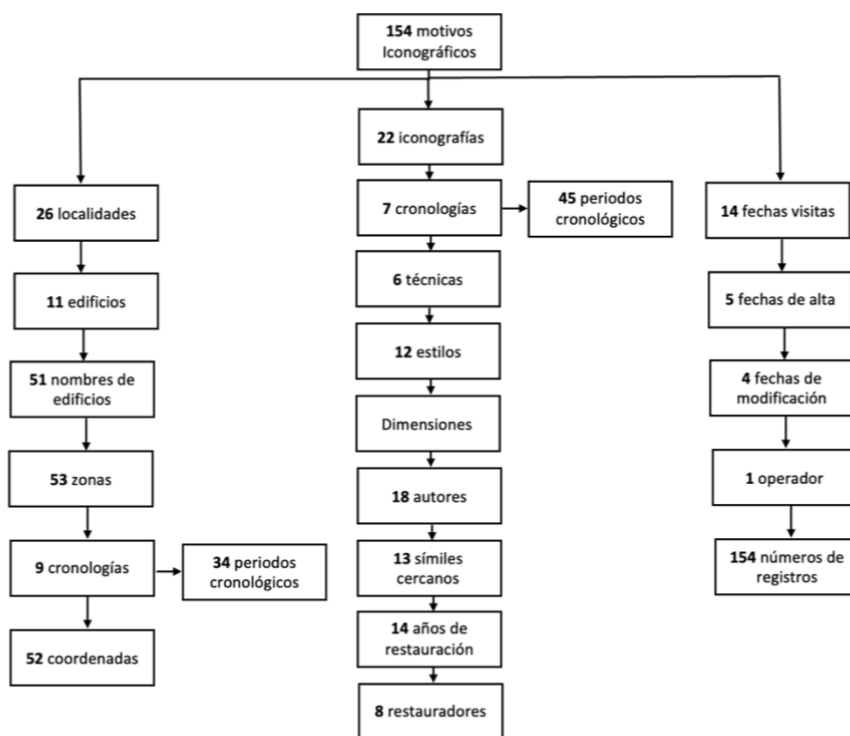 154 motivos
Iconográficos
26 localidades
11 edificios
51 nombres de
edificios
53 zonas
9 cronologías
34 periodos
cronológicos
52 coordenadas
22 iconografías
7 cronologías
45 periodos
cronológicos
6 técnicas
12 estilos
Dimensiones
18 autores
13 símiles
cercanos
14 años de
restauración
8 restauradores
14 fechas visitas
5 fechas de alta
4 fechas de
modificación
1 operador
154 números de
registros